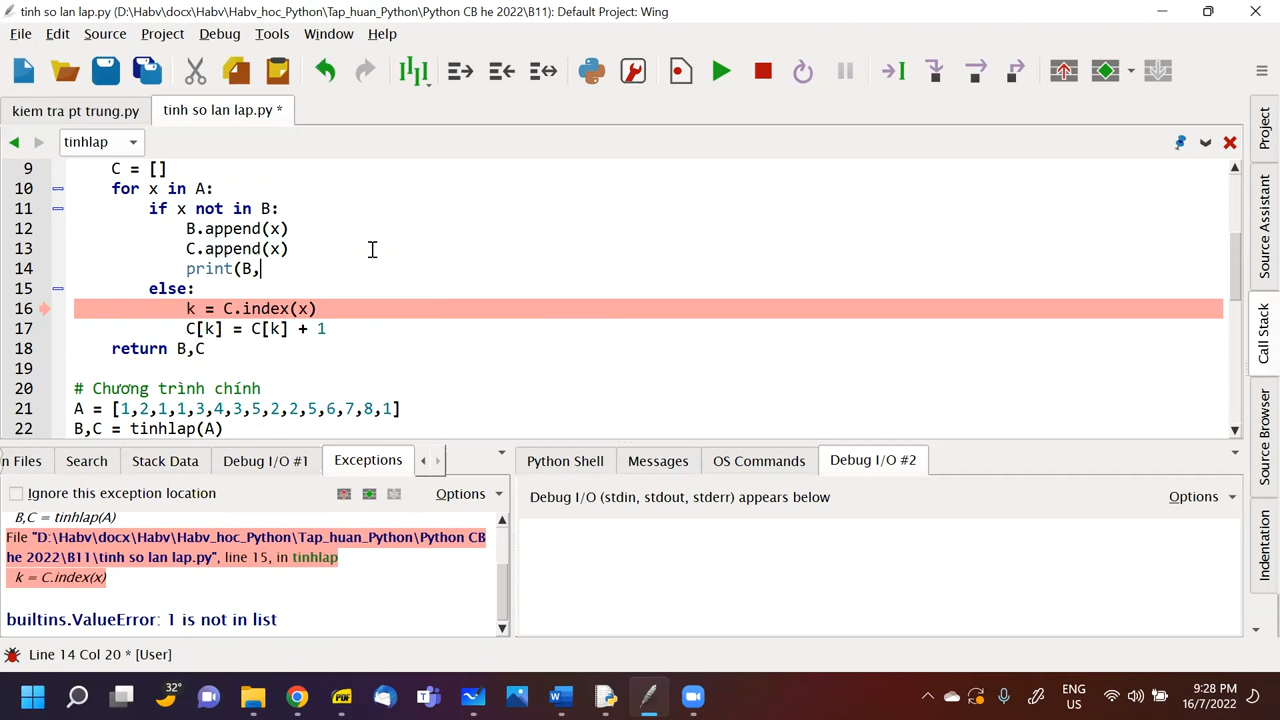 tinh so lan lap.py (D:\Habv\docx\Habv\Habv_hoc_Python\Tap_huan_Python\Python CB he 2022\B11): Default Project: Wing
File Edit Source Project Debug Tools Window Help
kiem tra pt trung.py tinh so lan lap.py *
tinhlap
9 C = []
10 for x in A:
11 if x not in B:
12 B.append(x)
13 C.append(x)
14 print(B,
15 else:
16 k = C.index(x)
17 C[k] = C[k] + 1
18 return B,C
19
20 # Chương trình chính
21 A = [1,2,1,1,3,4,3,5,2,2,5,6,7,8,1]
22 B,C = tinhlap(A)
Project
Source Assistant
Call Stack
Source Browser
Indentation
n Files Search Stack Data Debug I/O #1 Exceptions
Ignore this exception location Options
B,C = tinhlap(A)
File "D:\Habv\docx\Habv\Habv_hoc_Python\Tap_huan_Python\Python CB
he 2022\B11\tinh so lan lap.py", line 15, in tinhlap
k = C.index(x)
builtins.ValueError: 1 is not in list
Python Shell Messages OS Commands Debug I/O #2
Debug I/O (stdin, stdout, stderr) appears below Options
Line 14 Col 20 * [User]
32°
PDF
ENG
US
9:28 PM
16/7/2022